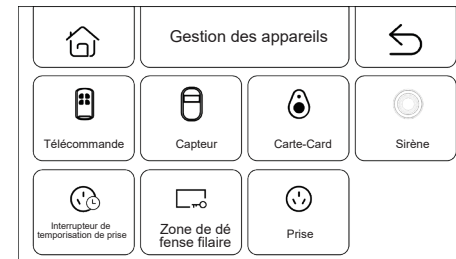 Gestion des appareils
Télécommande
Capteur
Carte-Card
Sirène
Interrupteur de
temporisation de prise
Zone de dé
fense filaire
Prise